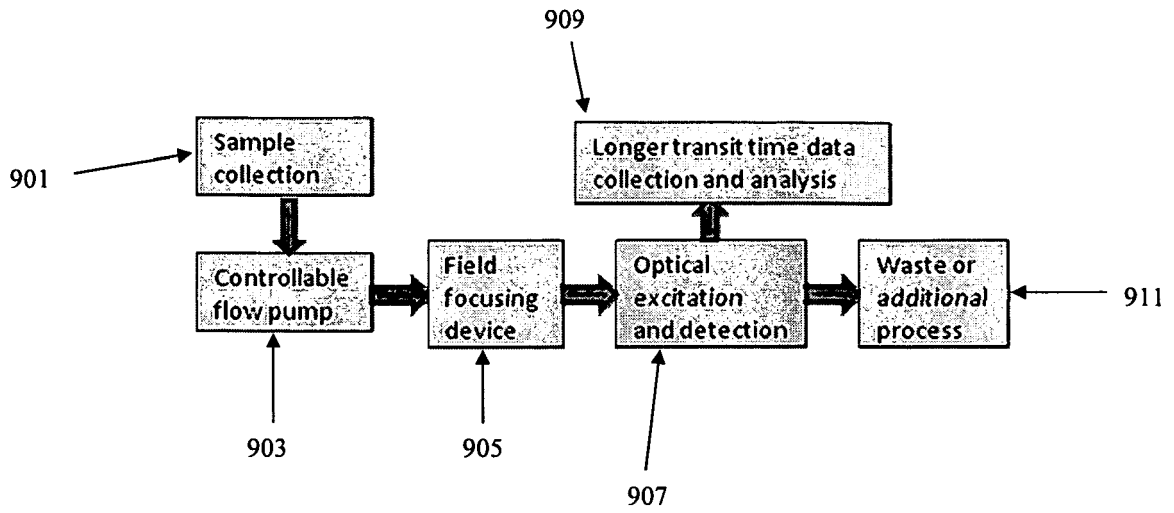 909
Sample
collection
Longer transit time data
collection and analysis
901
Controllable
flow pump
Field
focusing
device
Optical
excitation
and detection
Waste or
additional
process
911
903
905
907